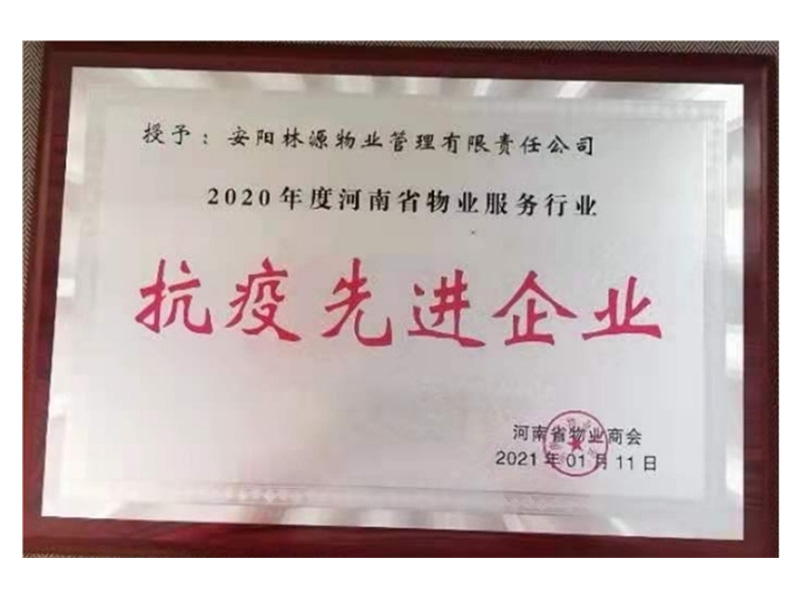 授予：安阳林源物业管理有限责任公司
2020年度河南省物业服务行业
抗疫先进企业
河南省物业商会
2021年01月11日